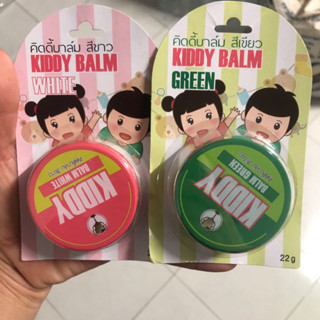 คิดดี้บาล์ม สีขาว
KIDDY BALM
WHITE
KIDDY
BALM WHITE
คิดดี้บาล์ม สีเขียว
KIDDY BALM
GREEN
KIDDY
BALM GREEN
22 g